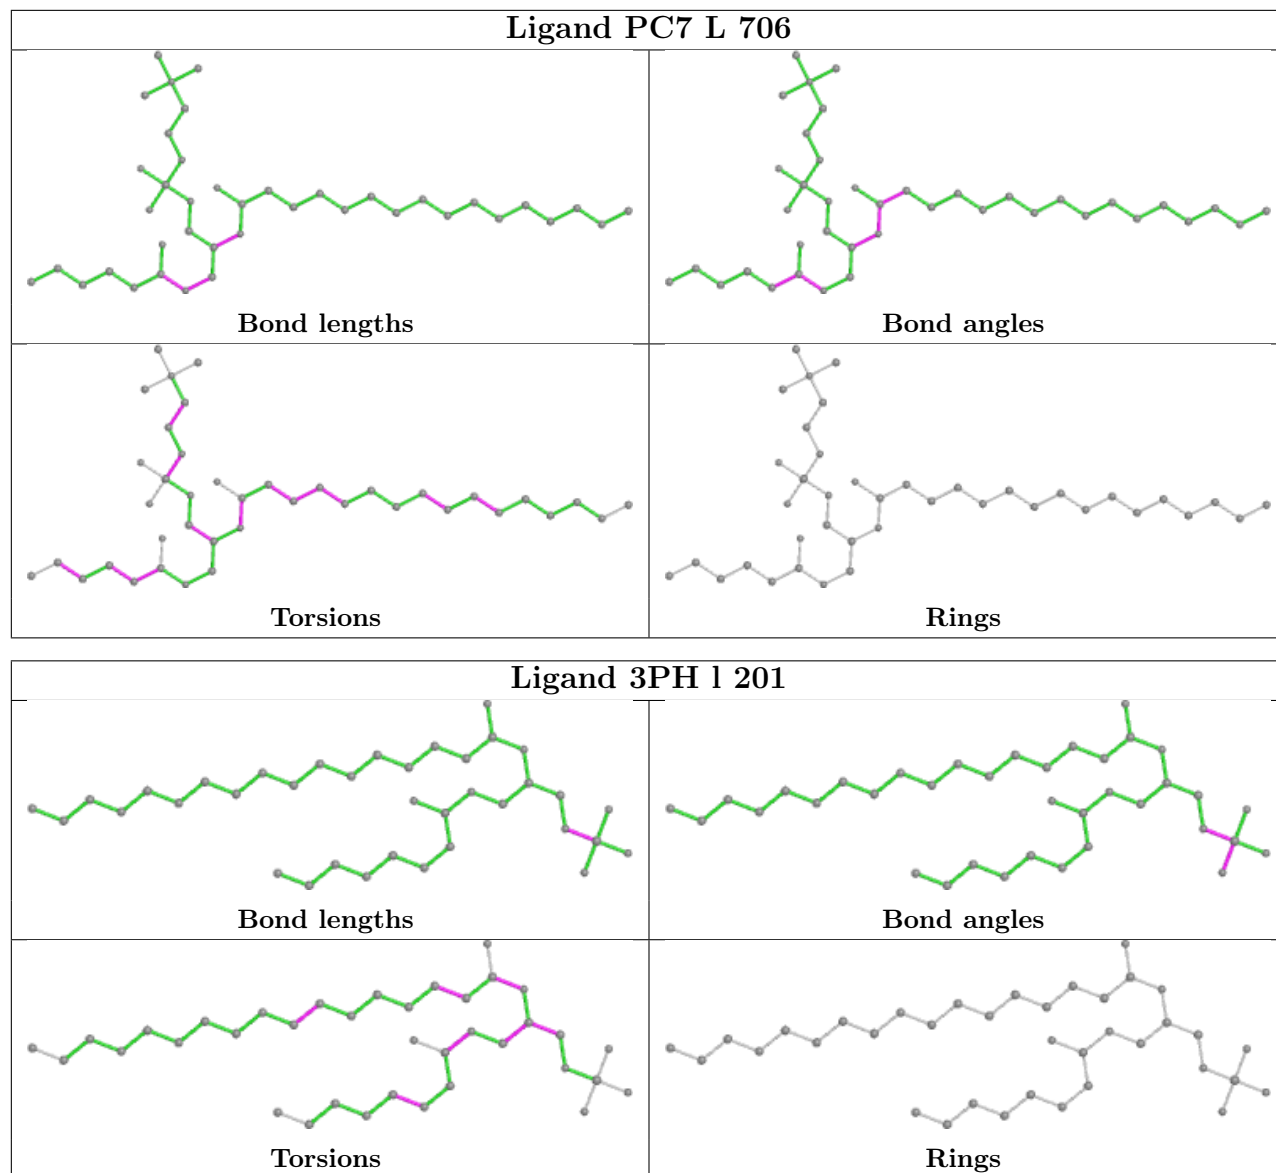 Ligand PC7 L 706
Bond lengths
Bond angles
Torsions
Rings
Ligand 3PH l 201
Bond lengths
Bond angles
Torsions
Rings